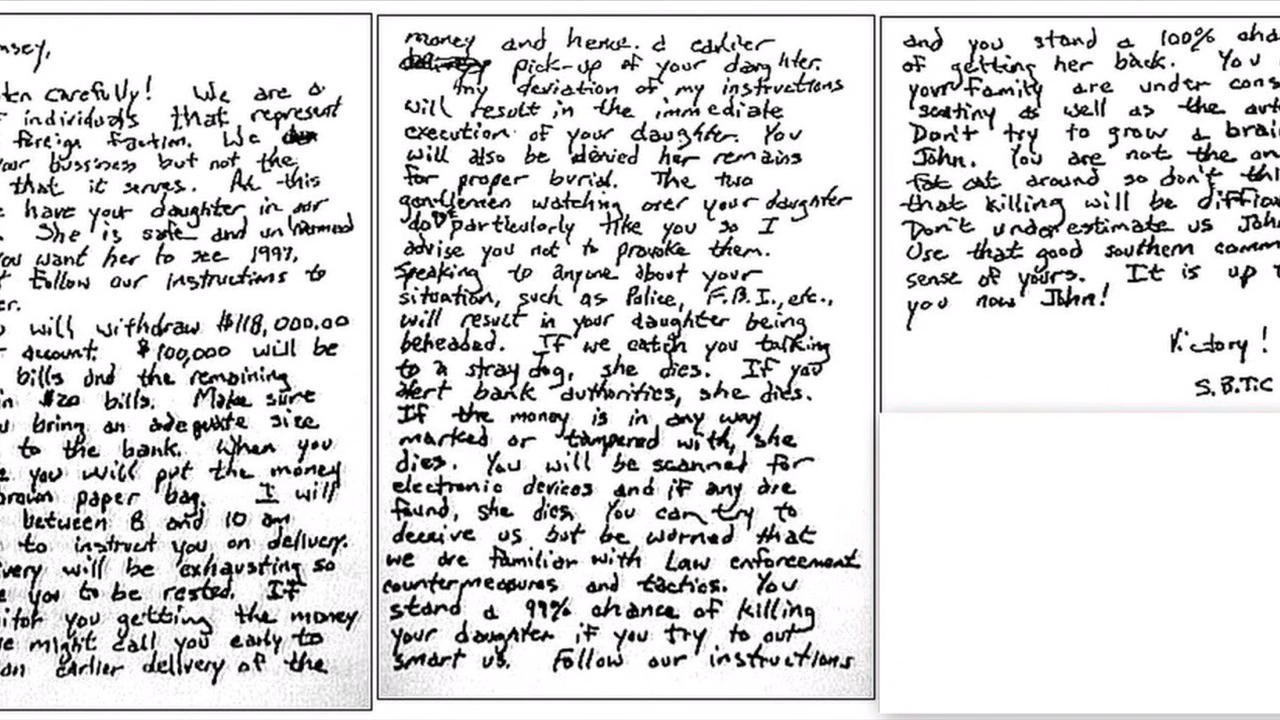 msey,
ten carefully! We are a
f individuals that represent
foreign faction. We
our bussiness but not the
that it serves. At this
e have your daughter in our
. She is safe and unharmed
ou want her to see 1997,
t follow our instructions to
er.
u will withdraw $118,000.00
r account. $100,000 will be
bills and the remaining
in $20 bills. Make sure
u bring an adequate size
to the bank. When you
e you will put the money
brown paper bag. I will
between 8 and 10 am
to instruct you on delivery.
ivery will be exhausting so
e you to be rested. If
itor you getting the money
we might call you early to
an earlier delivery of the
money and hence. a earlier
delivery pick-up of your daughter.
Any deviation of my instructions
will result in the immediate
execution of your daughter. You
will also be denied her remains
for proper burial. The two
gentlemen watching over your daughter
do not particularly like you so I
advise you not to provoke them.
Speaking to anyone about your
situation, such as Police, F.B.I., etc.,
will result in your daughter being
beheaded. If we catch you talking
to a stray dog, she dies. If you
alert bank authorities, she dies.
If the money is in any way
marked or tampered with, she
dies. You will be scanned for
electronic devices and if any are
found, she dies. You can try to
deceive us but be warned that
we are familiar with Law enforcement
countermeasures and tactics. You
stand a 99% chance of killing
your daughter if you try to out
smart us. Follow our instructions
and you stand a 100% cha
of getting her back. You
your family are under cons
scutiny as well as the aut
Don't try to grow a brai
John. You are not the on
fat cat around so don't thi
that killing will be difficu
Don't underestimate us John
Use that good southern comm
sense of yours. It is up t
you now John!
Victory!
S.B.T.C